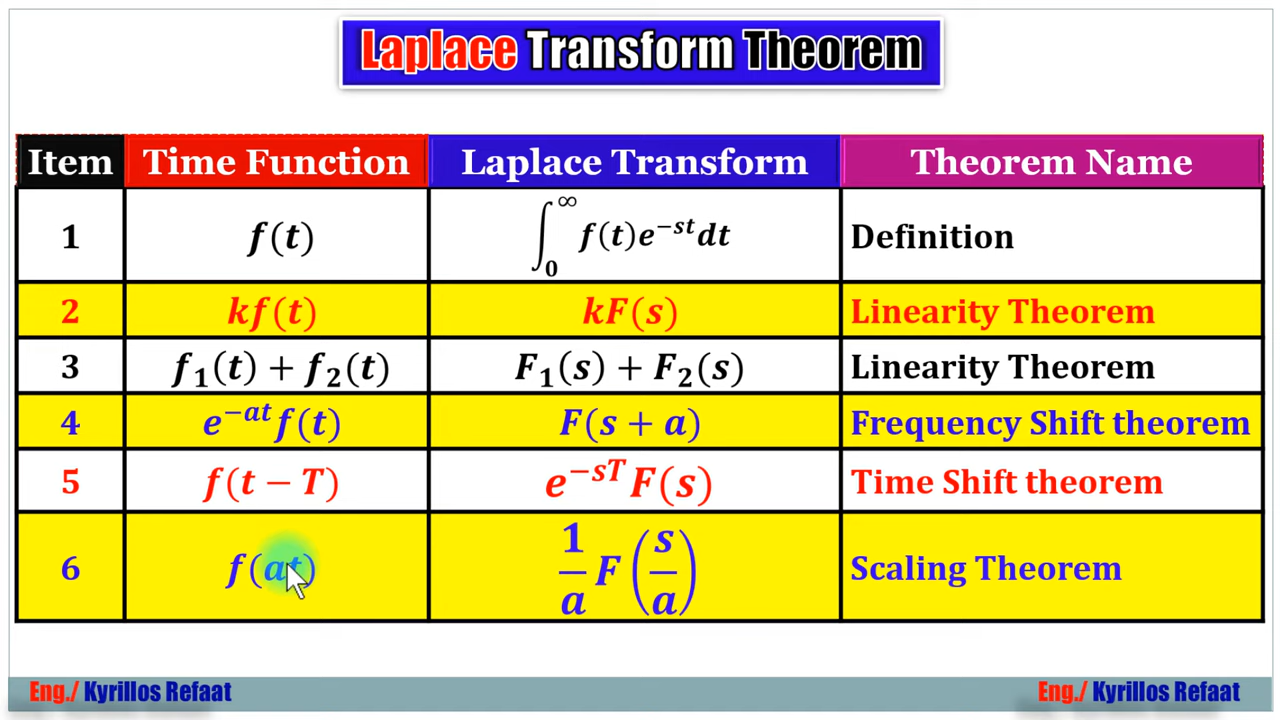 Laplace Transform Theorem
Item Time Function Laplace Transform Theorem Name
1 f(t) ∫₀^∞ f(t)e^{-st}dt Definition
2 kf(t) kF(s) Linearity Theorem
3 f₁(t) + f₂(t) F₁(s) + F₂(s) Linearity Theorem
4 e^{-at}f(t) F(s + a) Frequency Shift theorem
5 f(t − T) e^{-sT}F(s) Time Shift theorem
6 f(at) 1/a F(s/a) Scaling Theorem
Eng./ Kyrillos Refaat Eng./ Kyrillos Refaat